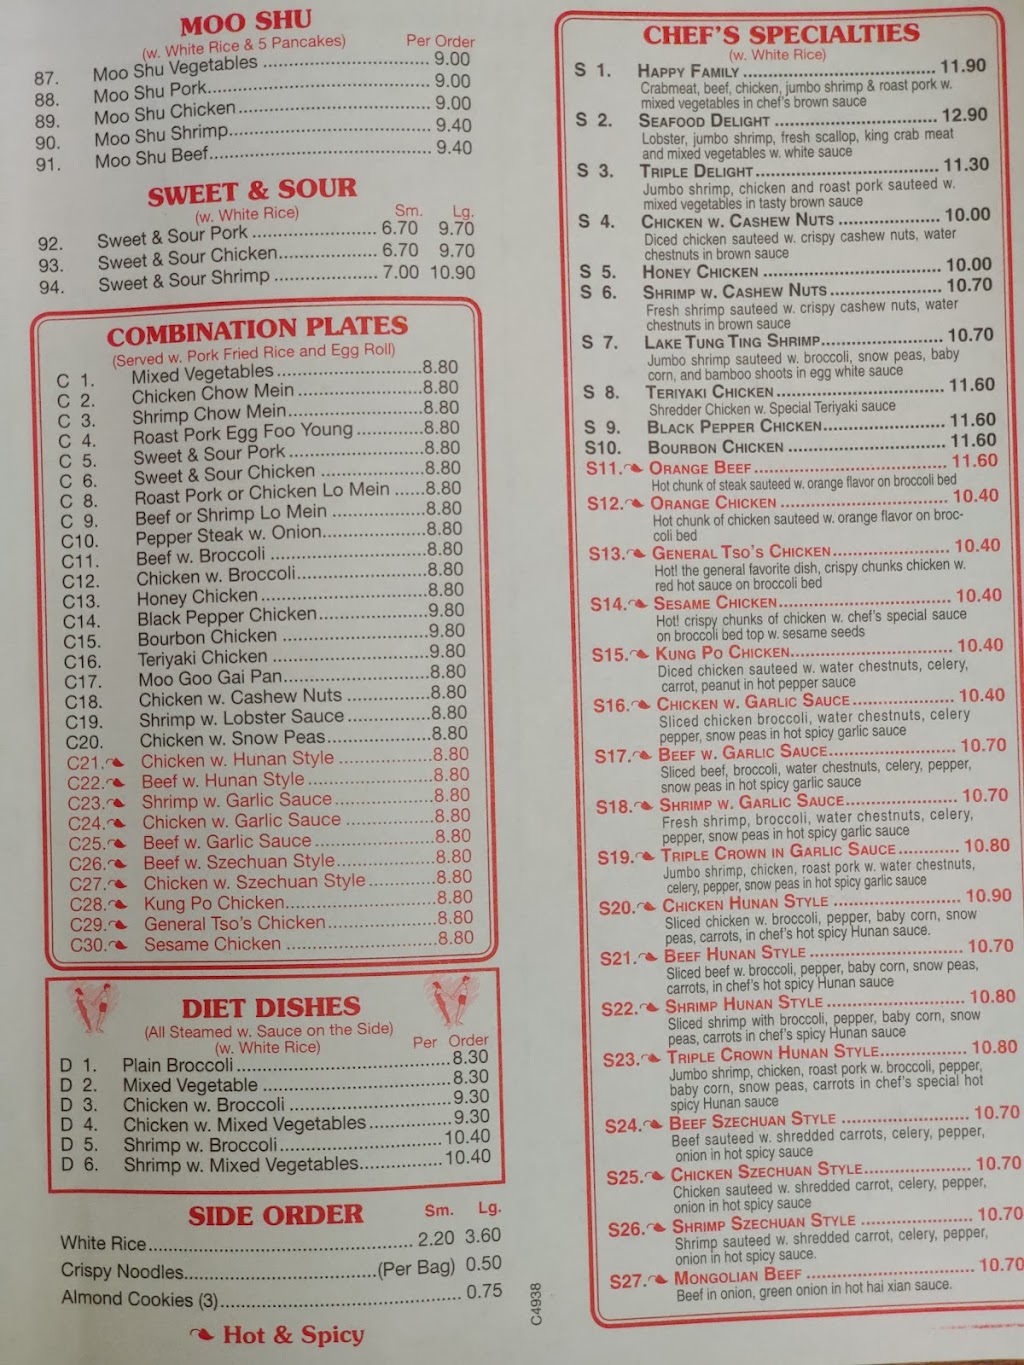 MOO SHU
(w. White Rice & 5 Pancakes) Per Order
87. Moo Shu Vegetables 9.00
88. Moo Shu Pork 9.00
89. Moo Shu Chicken 9.00
90. Moo Shu Shrimp 9.40
91. Moo Shu Beef 9.40
SWEET & SOUR
(w. White Rice) Sm. Lg.
92. Sweet & Sour Pork 6.70 9.70
93. Sweet & Sour Chicken 6.70 9.70
94. Sweet & Sour Shrimp 7.00 10.90
COMBINATION PLATES
(Served w. Pork Fried Rice and Egg Roll)
C 1. Mixed Vegetables 8.80
C 2. Chicken Chow Mein 8.80
C 3. Shrimp Chow Mein 8.80
C 4. Roast Pork Egg Foo Young 8.80
C 5. Sweet & Sour Pork 8.80
C 6. Sweet & Sour Chicken 8.80
C 8. Roast Pork or Chicken Lo Mein 8.80
C 9. Beef or Shrimp Lo Mein 8.80
C10. Pepper Steak w. Onion 8.80
C11. Beef w. Broccoli 8.80
C12. Chicken w. Broccoli 8.80
C13. Honey Chicken 8.80
C14. Black Pepper Chicken 9.80
C15. Bourbon Chicken 9.80
C16. Teriyaki Chicken 9.80
C17. Moo Goo Gai Pan 8.80
C18. Chicken w. Cashew Nuts 8.80
C19. Shrimp w. Lobster Sauce 8.80
C20. Chicken w. Snow Peas 8.80
C21. Chicken w. Hunan Style 8.80
C22. Beef w. Hunan Style 8.80
C23. Shrimp w. Garlic Sauce 8.80
C24. Chicken w. Garlic Sauce 8.80
C25. Beef w. Garlic Sauce 8.80
C26. Beef w. Szechuan Style 8.80
C27. Chicken w. Szechuan Style 8.80
C28. Kung Po Chicken 8.80
C29. General Tso's Chicken 8.80
C30. Sesame Chicken 8.80
DIET DISHES
(All Steamed w. Sauce on the Side)
(w. White Rice) Per Order
D 1. Plain Broccoli 8.30
D 2. Mixed Vegetable 8.30
D 3. Chicken w. Broccoli 9.30
D 4. Chicken w. Mixed Vegetables 9.30
D 5. Shrimp w. Broccoli 10.40
D 6. Shrimp w. Mixed Vegetables 10.40
SIDE ORDER Sm. Lg.
White Rice 2.20 3.60
Crispy Noodles (Per Bag) 0.50
Almond Cookies (3) 0.75
Hot & Spicy
C4938
CHEF'S SPECIALTIES
(w. White Rice)
S 1. HAPPY FAMILY 11.90
Crabmeat, beef, chicken, jumbo shrimp & roast pork w.
mixed vegetables in chef's brown sauce
S 2. SEAFOOD DELIGHT 12.90
Lobster, jumbo shrimp, fresh scallop, king crab meat
and mixed vegetables w. white sauce
S 3. TRIPLE DELIGHT 11.30
Jumbo shrimp, chicken and roast pork sauteed w.
mixed vegetables in tasty brown sauce
S 4. CHICKEN W. CASHEW NUTS 10.00
Diced chicken sauteed w. crispy cashew nuts, water
chestnuts in brown sauce
S 5. HONEY CHICKEN 10.00
S 6. SHRIMP W. CASHEW NUTS 10.70
Fresh shrimp sauteed w. crispy cashew nuts, water
chestnuts in brown sauce
S 7. LAKE TUNG TING SHRIMP 10.70
Jumbo shrimp sauteed w. broccoli, snow peas, baby
corn, and bamboo shoots in egg white sauce
S 8. TERIYAKI CHICKEN 11.60
Shredder Chicken w. Special Teriyaki sauce
S 9. BLACK PEPPER CHICKEN 11.60
S10. BOURBON CHICKEN 11.60
S11. ORANGE BEEF 11.60
Hot chunk of steak sauteed w. orange flavor on broccoli bed
S12. ORANGE CHICKEN 10.40
Hot chunk of chicken sauteed w. orange flavor on broc-
coli bed
S13. GENERAL TSO'S CHICKEN 10.40
Hot! the general favorite dish, crispy chunks chicken w.
red hot sauce on broccoli bed
S14. SESAME CHICKEN 10.40
Hot! crispy chunks of chicken w. chef's special sauce
on broccoli bed top w. sesame seeds
S15. KUNG PO CHICKEN 10.40
Diced chicken sauteed w. water chestnuts, celery,
carrot, peanut in hot pepper sauce
S16. CHICKEN W. GARLIC SAUCE 10.40
Sliced chicken broccoli, water chestnuts, celery
pepper, snow peas in hot spicy garlic sauce
S17. BEEF W. GARLIC SAUCE 10.70
Sliced beef, broccoli, water chestnuts, celery, pepper,
snow peas in hot spicy garlic sauce
S18. SHRIMP W. GARLIC SAUCE 10.70
Fresh shrimp, broccoli, water chestnuts, celery,
pepper, snow peas in hot spicy garlic sauce
S19. TRIPLE CROWN IN GARLIC SAUCE 10.80
Jumbo shrimp, chicken, roast pork w. water chestnuts,
celery, pepper, snow peas in hot spicy garlic sauce
S20. CHICKEN HUNAN STYLE 10.90
Sliced chicken w. broccoli, pepper, baby corn, snow
peas, carrots, in chef's hot spicy Hunan sauce.
S21. BEEF HUNAN STYLE 10.70
Sliced beef w. broccoli, pepper, baby corn, snow peas,
carrots, in chef's hot spicy Hunan sauce
S22. SHRIMP HUNAN STYLE 10.80
Sliced shrimp with broccoli, pepper, baby corn, snow
peas, carrots in chef's hot spicy Hunan sauce
S23. TRIPLE CROWN HUNAN STYLE 10.80
Jumbo shrimp, chicken, roast pork w. broccoli, pepper,
baby corn, snow peas, carrots in chef's special hot
spicy Hunan sauce
S24. BEEF SZECHUAN STYLE 10.70
Beef sauteed w. shredded carrots, celery, pepper,
onion in hot spicy sauce
S25. CHICKEN SZECHUAN STYLE 10.70
Chicken sauteed w. shredded carrots, celery, pepper,
onion in hot spicy sauce
S26. SHRIMP SZECHUAN STYLE 10.70
Shrimp sauteed w. shredded carrot, celery, pepper,
onion in hot spicy sauce.
S27. MONGOLIAN BEEF 10.70
Beef in onion, green onion in hot hai xian sauce.